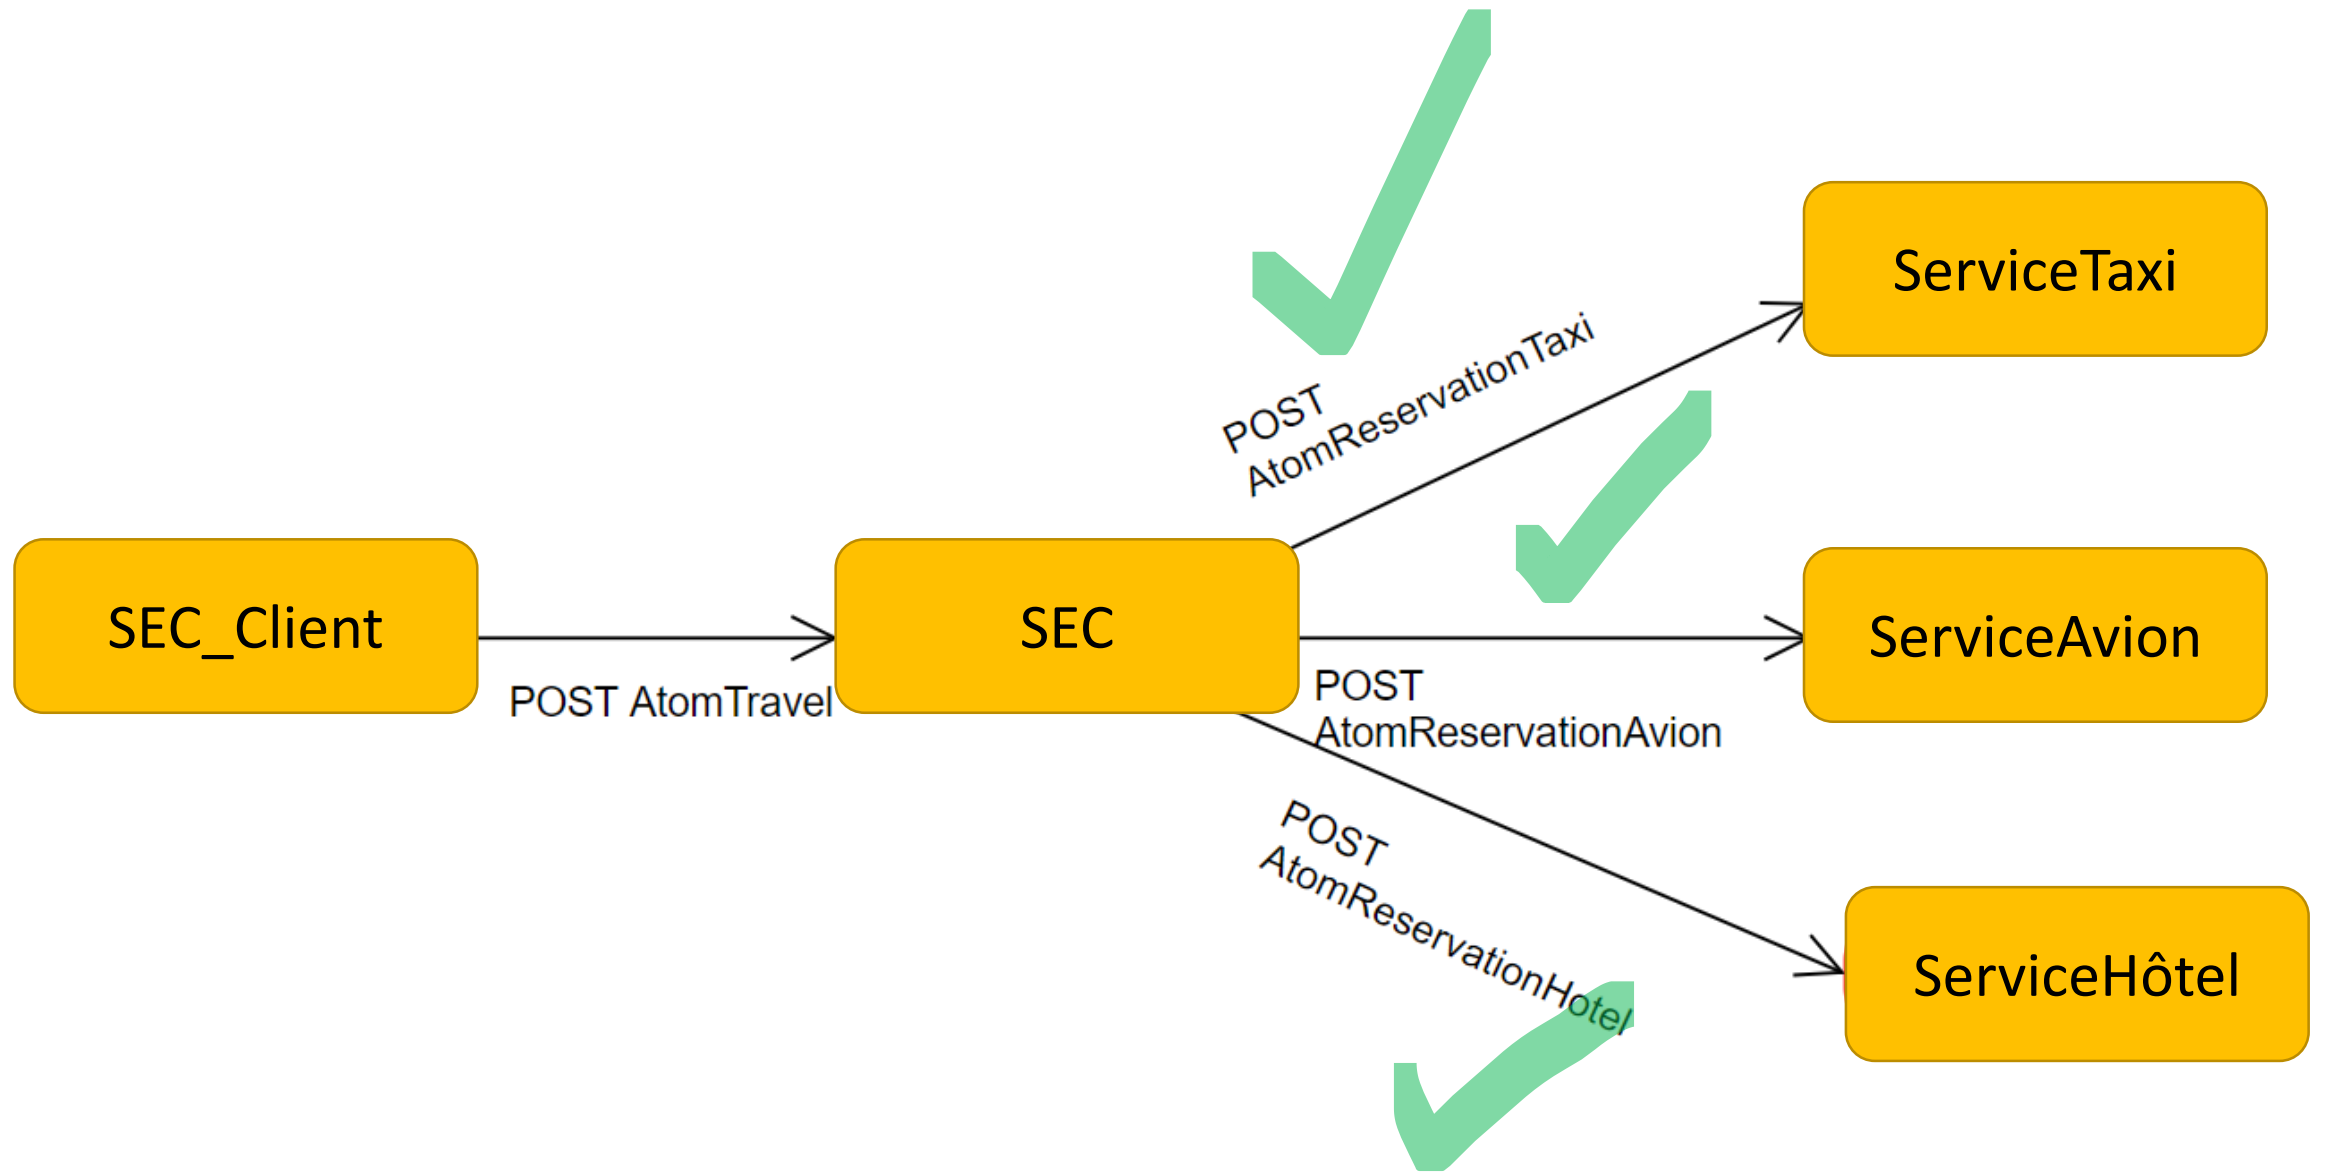 ServiceTaxi
POST
AtomReservationTaxi
SEC_Client
SEC
ServiceAvion
POST AtomTravel
POST
AtomReservationAvion
POST
AtomReservationHotel
ServiceHôtel